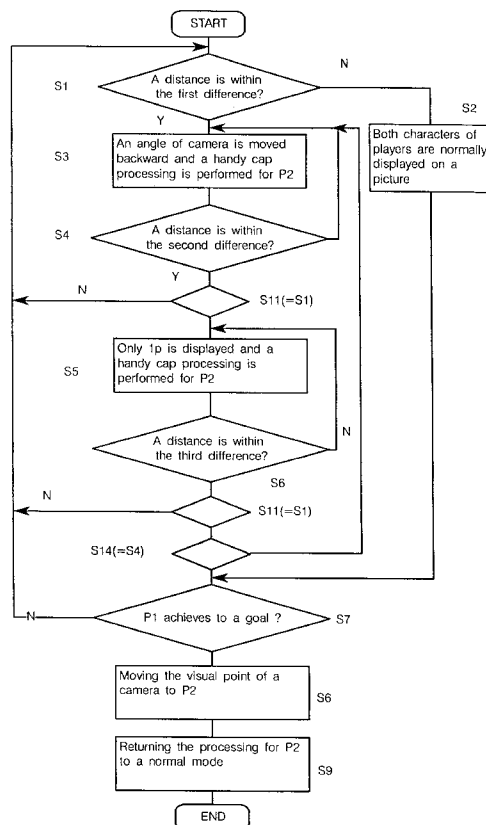 START
A distance is within
the first difference?
N
S1
S2
Y
Both characters of
players are normally
displayed on a
picture
S3
An angle of camera is moved
backward and a handy cap
processing is performed for P2
S4
A distance is within
the second difference?
Y
N
S11(=S1)
Only 1p is displayed and a
handy cap processing is
performed for P2
S5
A distance is within
the third difference?
N
S6
N
S11(=S1)
S14(=S4)
N
P1 achieves to a goal ?
S7
Moving the visual point of a
camera to P2
S6
Returning the processing for P2
to a normal mode
S9
END